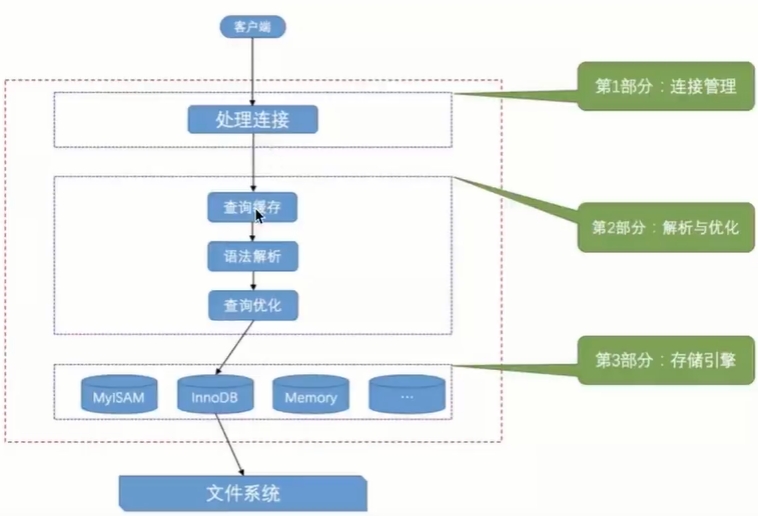 客户端
第1部分：连接管理
处理连接
查询缓存
第2部分：解析与优化
语法解析
查询优化
第3部分：存储引擎
MyISAM
InnoDB
Memory
...
文件系统